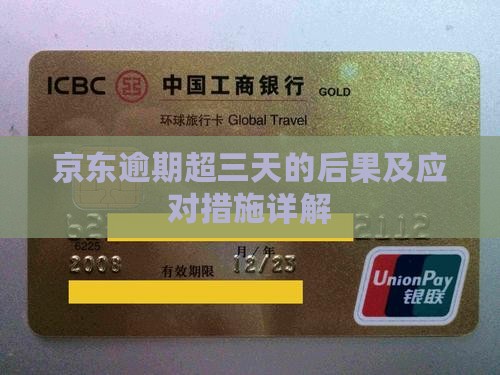 ICBC 中国工商银行 GOLD
环球旅行卡 Global Travel
京东逾期超三天的后果及应
对措施详解
62 2112
6225
月/年
2008 有效期限 12/23
UnionPay
银联